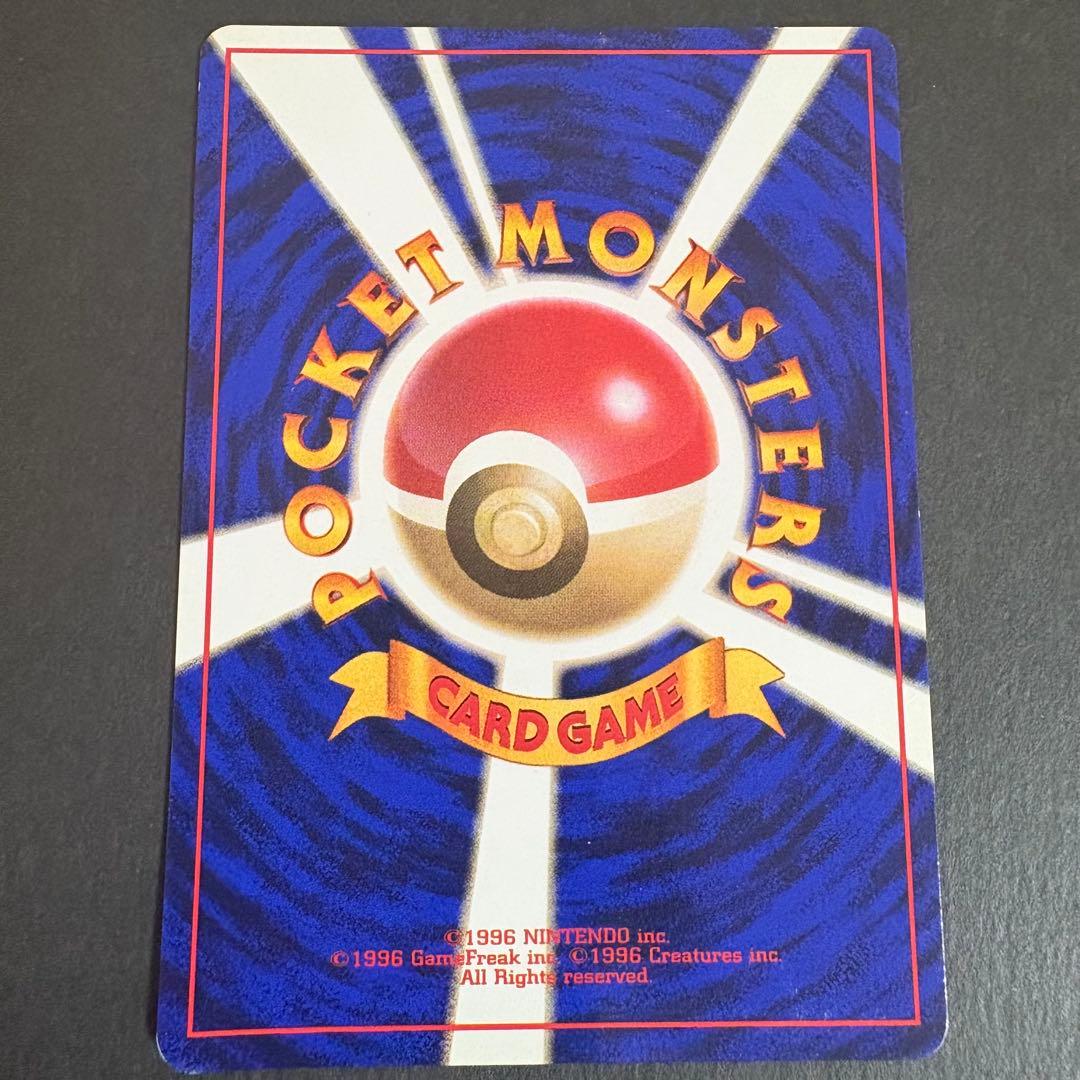 POCKET MONSTERS
CARD GAME
©1996 NINTENDO inc.
©1996 GameFreak inc. ©1996 Creatures inc.
All Rights reserved.